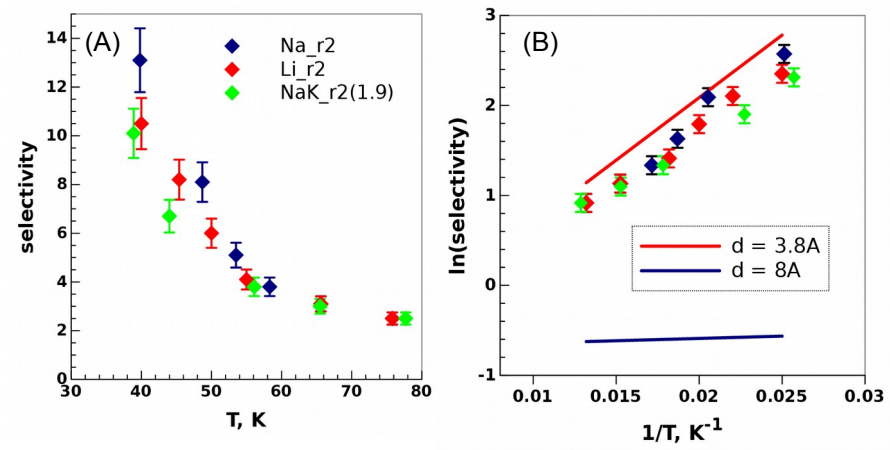 (A)
Na_r2
Li_r2
NaK_r2(1.9)
selectivity
14
12
10
8
6
4
2
0
30 40 50 60 70 80
T, K
(B)
ln(selectivity)
3
2
1
0
-1
d = 3.8A
d = 8A
0.01 0.015 0.02 0.025 0.03
1/T, K⁻¹